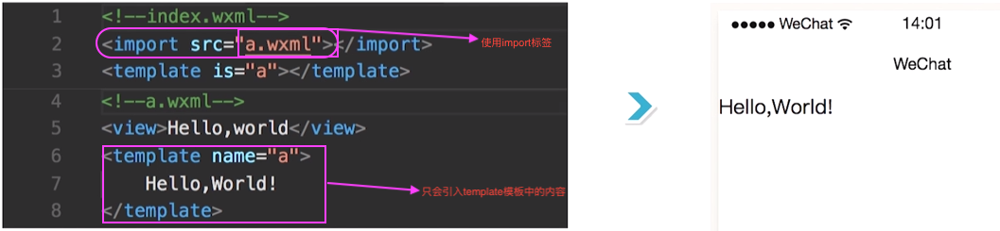 1 <!--index.wxml-->
2 <import src="a.wxml"></import>
使用import标签
3 <template is="a"></template>
4 <!--a.wxml-->
5 <view>Hello,world</view>
6 <template name="a">
7 Hello,World!
只会引入template模板中的内容
8 </template>
WeChat 14:01
WeChat
Hello,World!